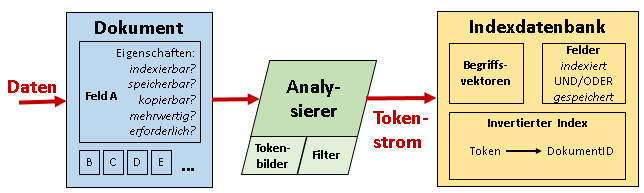 Daten
Dokument
Feld A
Eigenschaften:
indexierbar?
speicherbar?
kopierbar?
mehrwertig?
erforderlich?
B
C
D
E
...
Analy-
sierer
Token-
bilder
Filter
Token-
strom
Indexdatenbank
Begriffs-
vektoren
Felder
indexiert
UND/ODER
gespeichert
Invertierter Index
Token
DokumentID